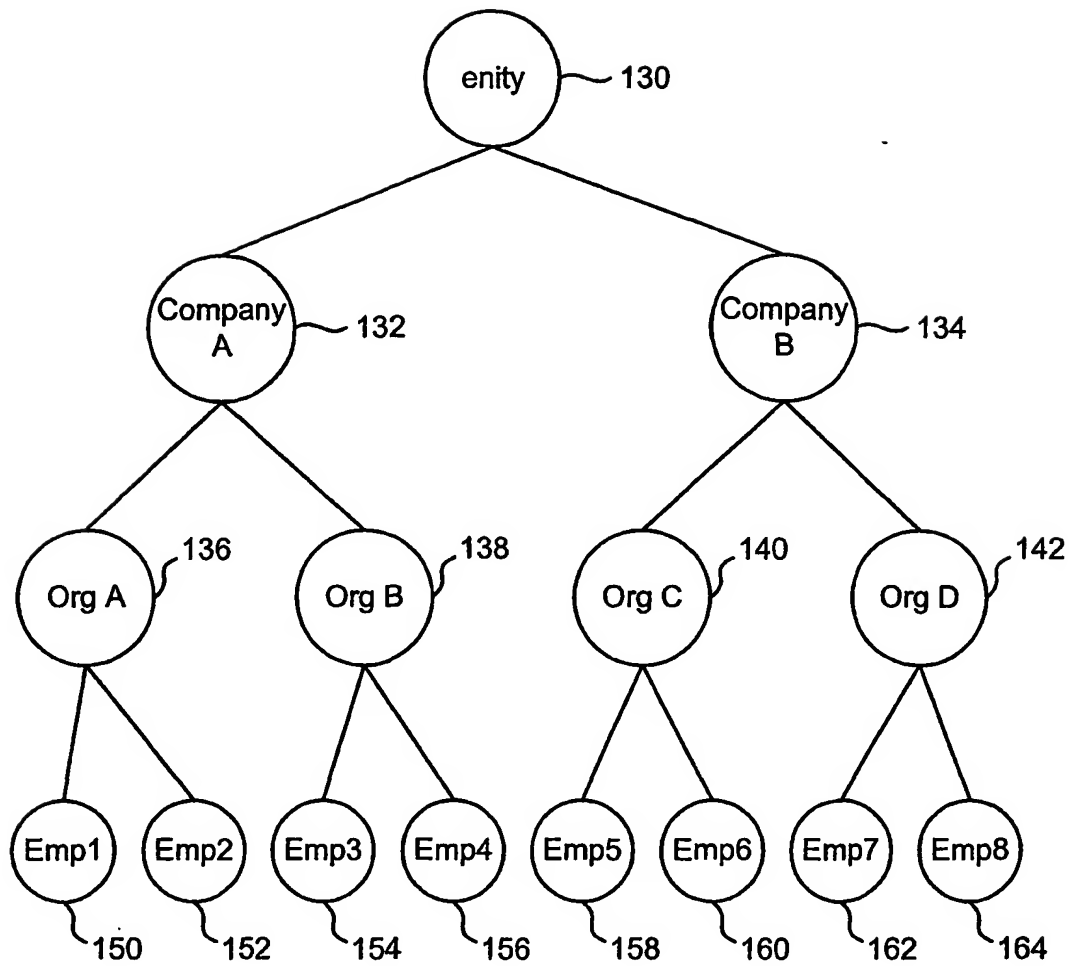 enity
130
Company
A
132
Company
B
134
Org A
136
Org B
138
Org C
140
Org D
142
Emp1
Emp2
Emp3
Emp4
Emp5
Emp6
Emp7
Emp8
150
152
154
156
158
160
162
164